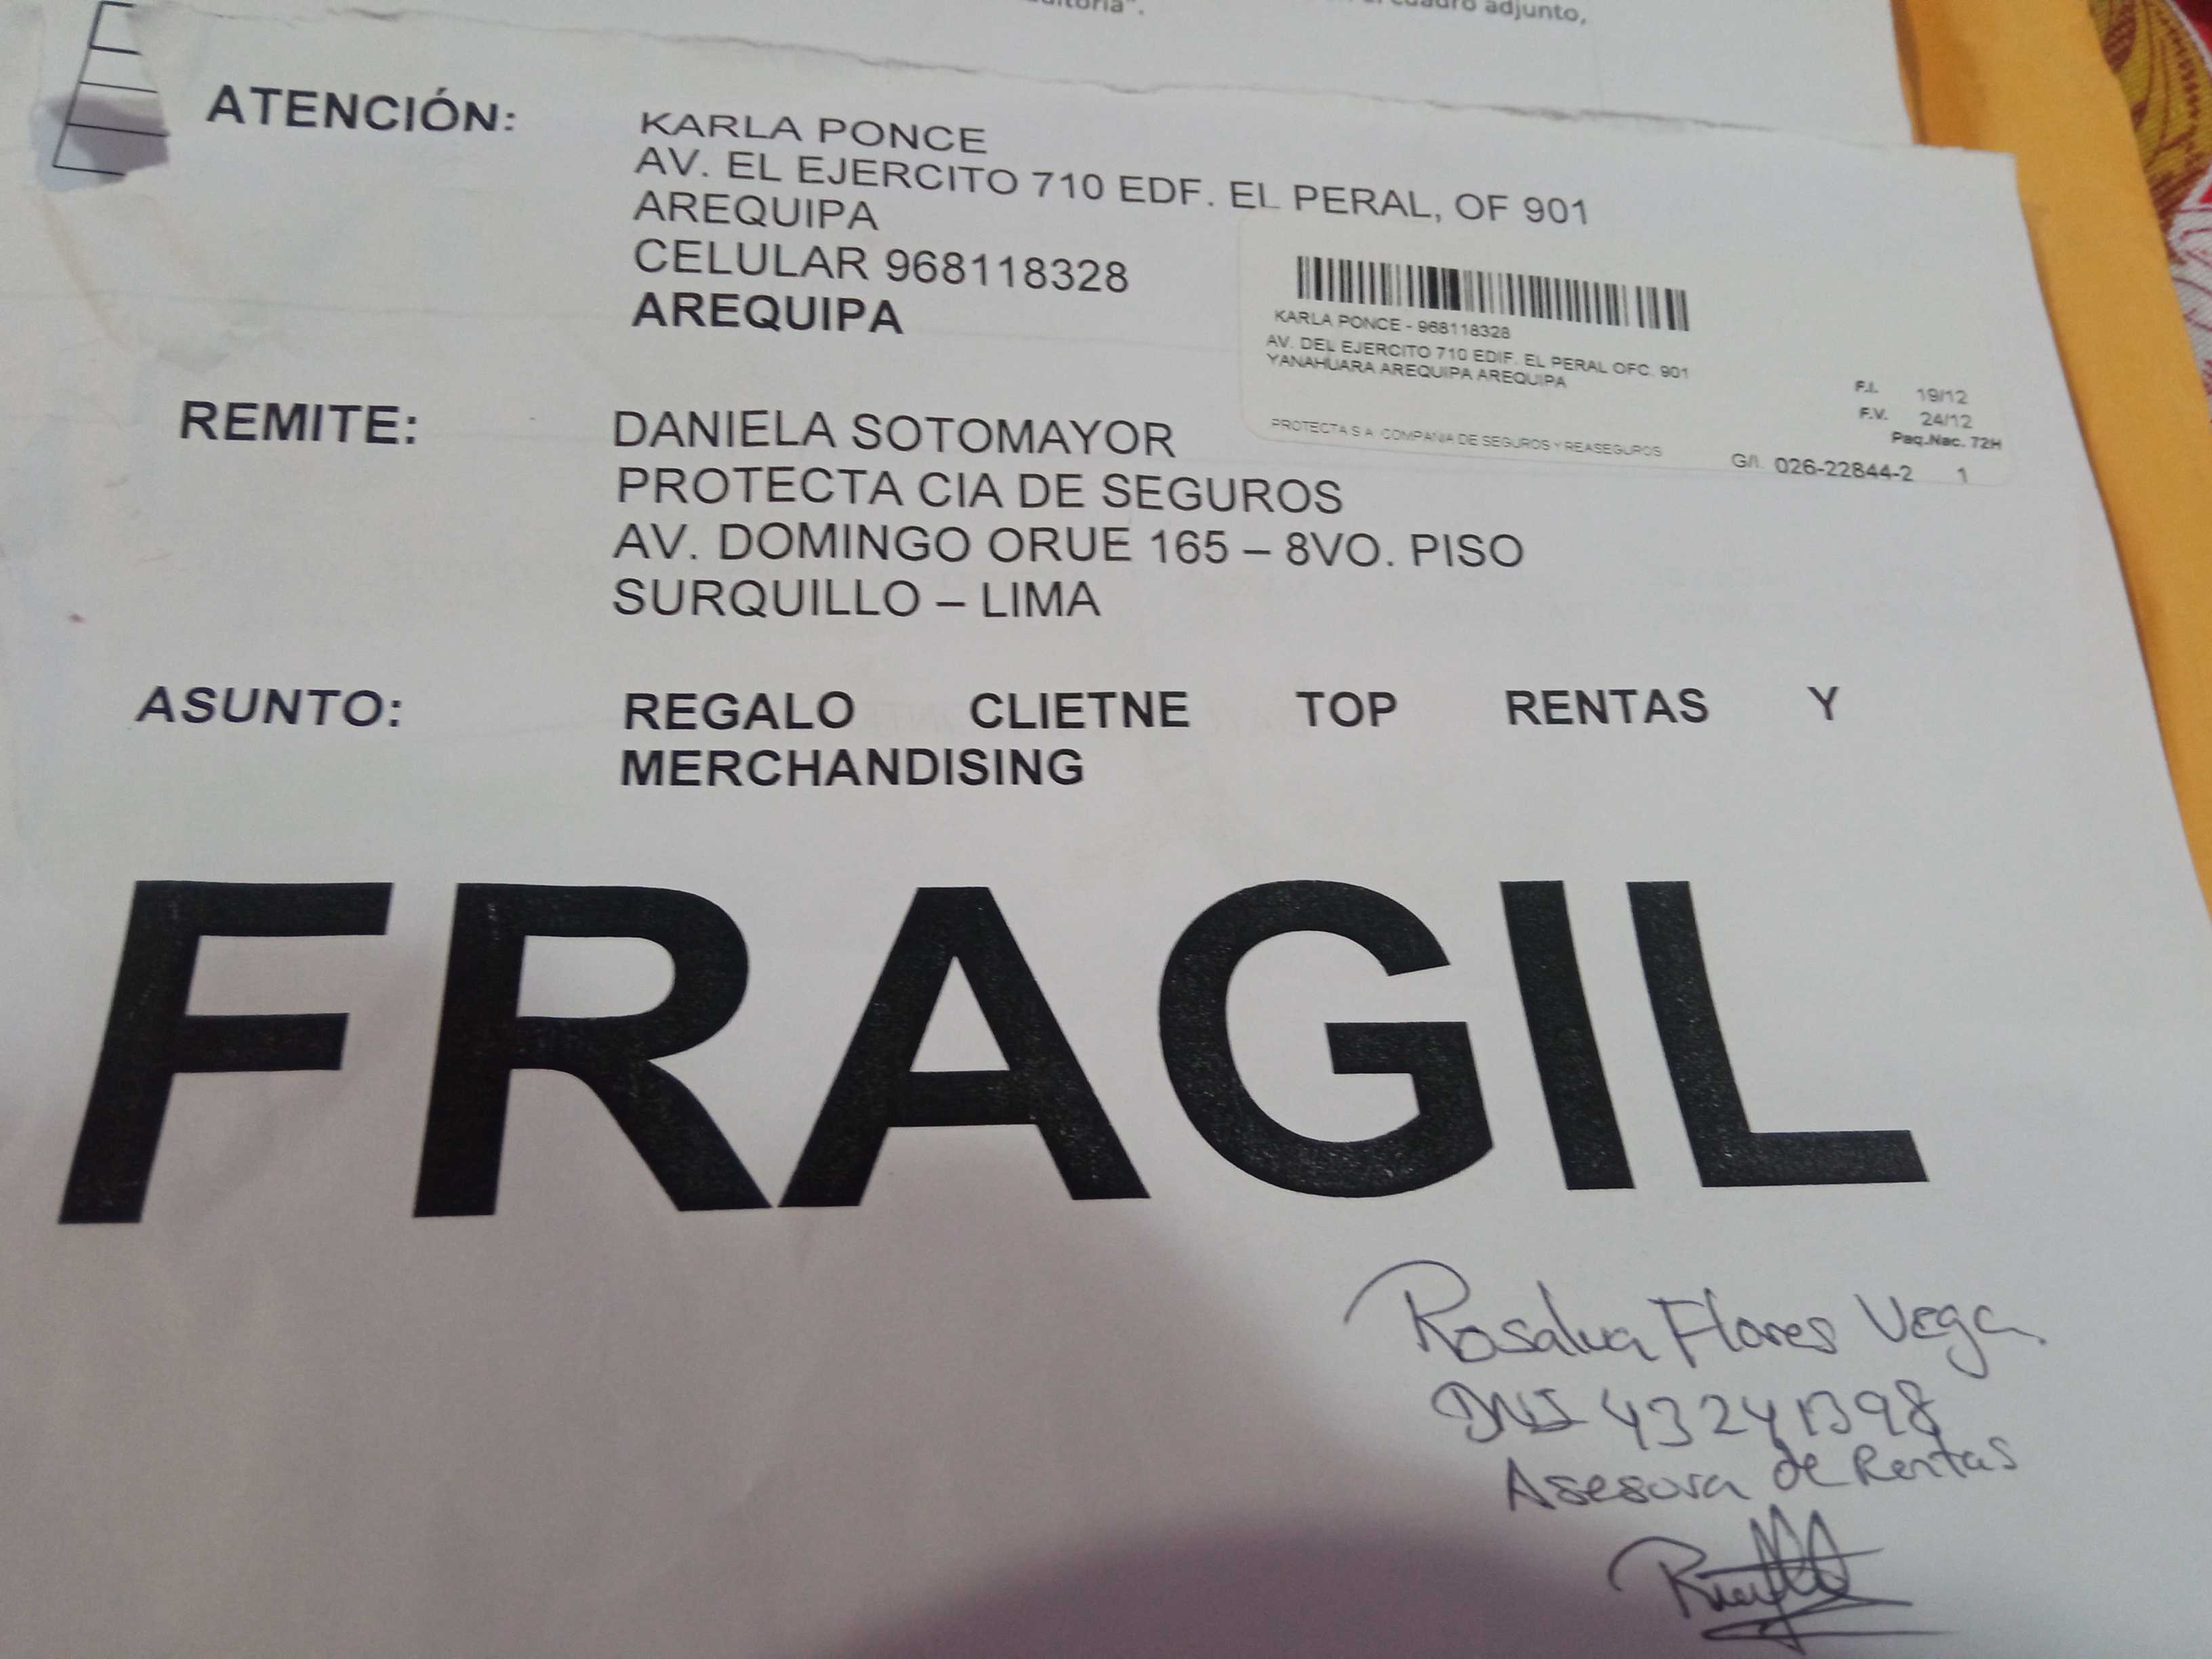 cuadro adjunto,
ATENCIÓN:
KARLA PONCE
AV. EL EJERCITO 710 EDF. EL PERAL, OF 901
AREQUIPA
CELULAR 968118328
AREQUIPA
KARLA PONCE - 968118328
AV. DEL EJERCITO 710 EDIF. EL PERAL OFC. 901
YANAHUARA AREQUIPA AREQUIPA
F.I. 19/12
F.V. 24/12
Paq.Nac. 72H
PROTECTA S A COMPAÑIA DE SEGUROS Y REASEGUROS
G/I. 026-22844-2 1
REMITE:
DANIELA SOTOMAYOR
PROTECTA CIA DE SEGUROS
AV. DOMINGO ORUE 165 – 8VO. PISO
SURQUILLO – LIMA
ASUNTO:
REGALO CLIETNE TOP RENTAS Y
MERCHANDISING
FRAGIL
Rosalva Flores Vega
DNI 43241398
Asesora de Rentas